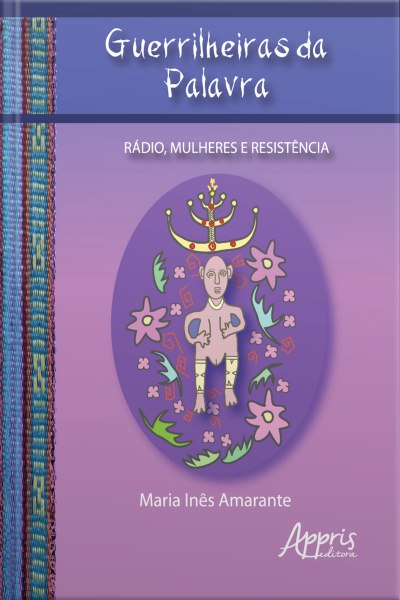 Guerrilheiras da
Palavra
RÁDIO, MULHERES E RESISTÊNCIA
Maria Inês Amarante
Appris
editora